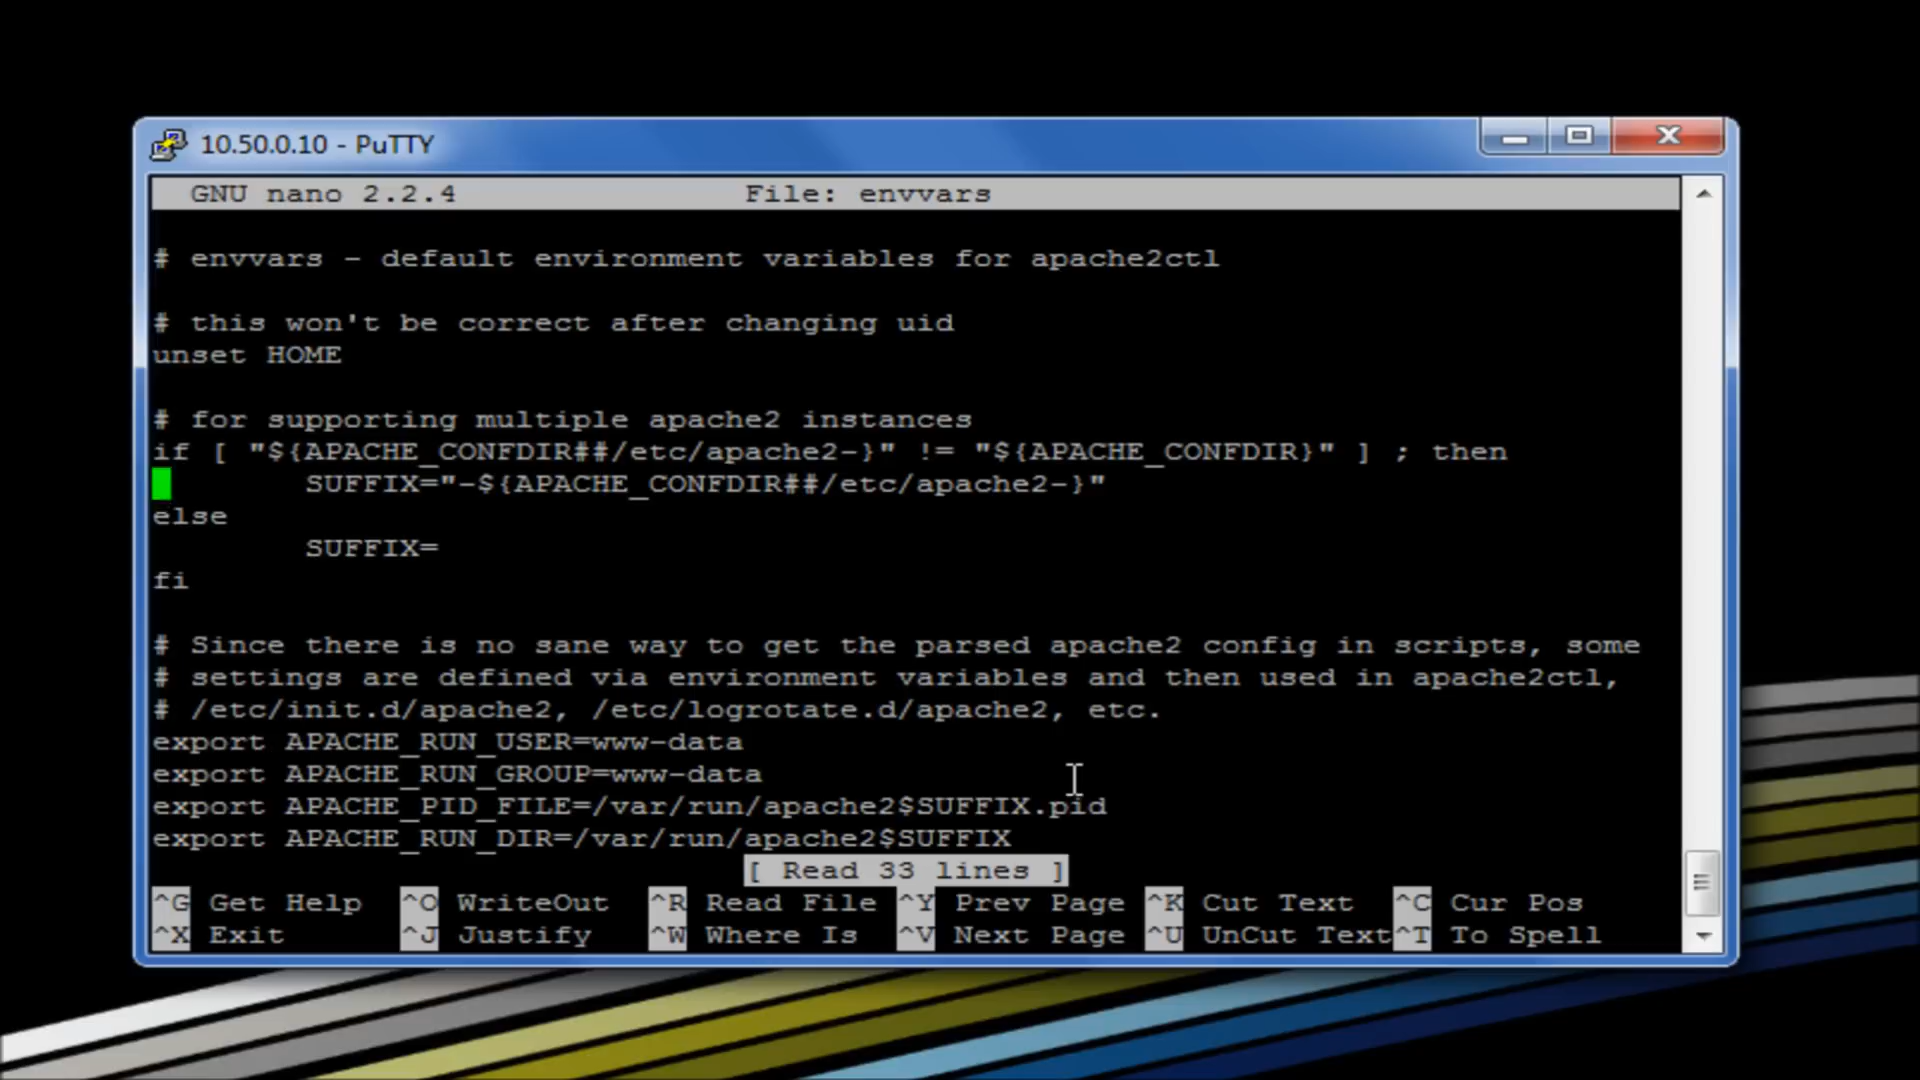 10.50.0.10 - PuTTY
GNU nano 2.2.4 File: envvars
# envvars - default environment variables for apache2ctl
# this won't be correct after changing uid
unset HOME
# for supporting multiple apache2 instances
if [ "${APACHE_CONFDIR##/etc/apache2-}" != "${APACHE_CONFDIR}" ] ; then
SUFFIX="-${APACHE_CONFDIR##/etc/apache2-}"
else
SUFFIX=
fi
# Since there is no sane way to get the parsed apache2 config in scripts, some
# settings are defined via environment variables and then used in apache2ctl,
# /etc/init.d/apache2, /etc/logrotate.d/apache2, etc.
export APACHE_RUN_USER=www-data
export APACHE_RUN_GROUP=www-data
export APACHE_PID_FILE=/var/run/apache2$SUFFIX.pid
export APACHE_RUN_DIR=/var/run/apache2$SUFFIX
[ Read 33 lines ]
^G Get Help ^O WriteOut ^R Read File ^Y Prev Page ^K Cut Text ^C Cur Pos
^X Exit ^J Justify ^W Where Is ^V Next Page ^U UnCut Text ^T To Spell